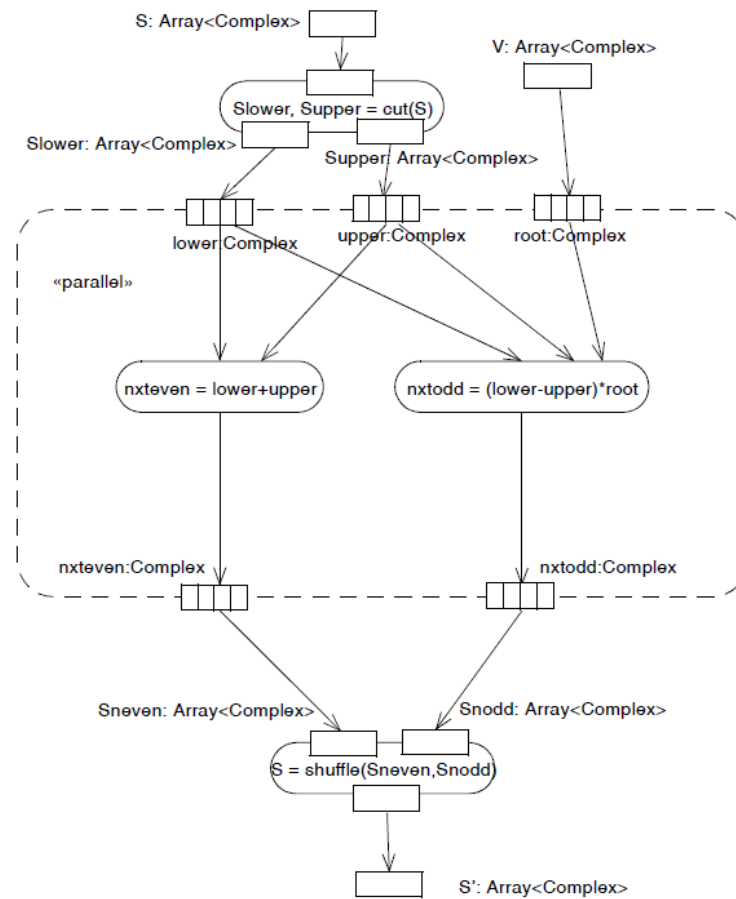 S: Array<Complex>
V: Array<Complex>
Slower, Supper = cut(S)
Slower: Array<Complex>
Supper: Array<Complex>
lower:Complex
upper:Complex
root:Complex
«parallel»
nxteven = lower+upper
nxtodd = (lower-upper)*root
nxteven:Complex
nxtodd:Complex
Sneven: Array<Complex>
Snodd: Array<Complex>
S = shuffle(Sneven,Snodd)
S': Array<Complex>